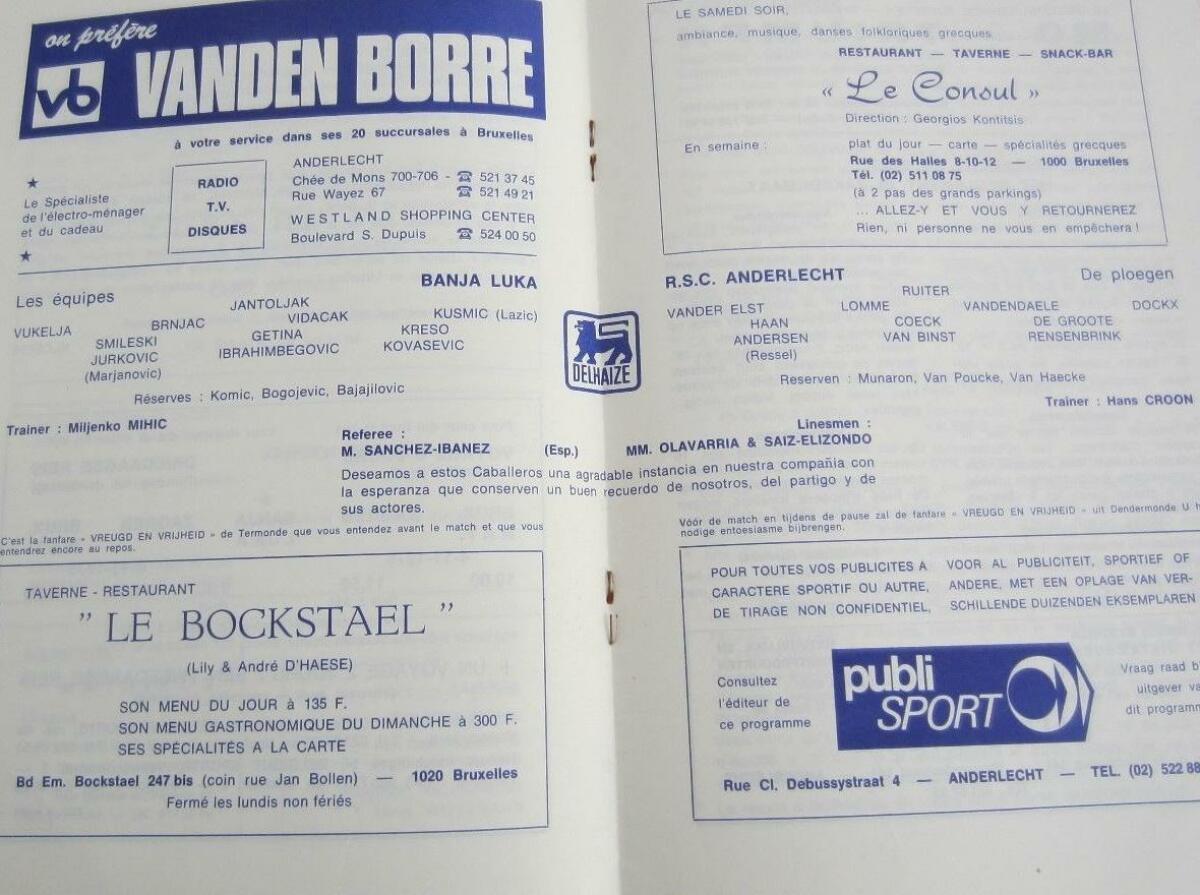 on préfère
vb VANDEN BORRE
à votre service dans ses 20 succursales à Bruxelles
★
Le Spécialiste
de l'électro-ménager
et du cadeau
★
RADIO
T.V.
DISQUES
ANDERLECHT
Chée de Mons 700-706 - ☎ 521 37 45
Rue Wayez 67 ☎ 521 49 21
WESTLAND SHOPPING CENTER
Boulevard S. Dupuis ☎ 524 00 50
Les équipes BANJA LUKA
JANTOLJAK
VUKELJA BRNJAC VIDACAK KUSMIC (Lazic)
SMILESKI GETINA KRESO
JURKOVIC IBRAHIMBEGOVIC KOVASEVIC
(Marjanovic)
Réserves : Komic, Bogojevic, Bajajilovic
Trainer : Miljenko MIHIC
DELHAIZE
LE SAMEDI SOIR,
ambiance, musique, danses folkloriques grecques
RESTAURANT — TAVERNE — SNACK-BAR
« Le Consul »
Direction : Georgios Kontitsis
En semaine : plat du jour — carte — spécialités grecques
Rue des Halles 8-10-12 — 1000 Bruxelles
Tél. (02) 511 08 75
(à 2 pas des grands parkings)
... ALLEZ-Y ET VOUS Y RETOURNEREZ
Rien, ni personne ne vous en empêchera !
R.S.C. ANDERLECHT De ploegen
RUITER
VANDER ELST LOMME VANDENDAELE DOCKX
HAAN COECK DE GROOTE
ANDERSEN VAN BINST RENSENBRINK
(Ressel)
Reserven : Munaron, Van Poucke, Van Haecke
Trainer : Hans CROON
Referee : Linesmen :
M. SANCHEZ-IBANEZ (Esp.) MM. OLAVARRIA & SAIZ-ELIZONDO
Deseamos a estos Caballeros una agradable instancia en nuestra compañia con
la esperanza que conserven un buen recuerdo de nosotros, del partigo y de
sus actores.
C'est la fanfare « VREUGD EN VRIJHEID » de Termonde que vous entendez avant le match et que vous
entendrez encore au repos.
Vóór de match en tijdens de pause zal de fanfare « VREUGD EN VRIJHEID » uit Dendermonde U h
nodige entoesiasme bijbrengen.
TAVERNE - RESTAURANT
" LE BOCKSTAEL "
(Lily & André D'HAESE)
SON MENU DU JOUR à 135 F.
SON MENU GASTRONOMIQUE DU DIMANCHE à 300 F.
SES SPÉCIALITÉS A LA CARTE
Bd Em. Bockstael 247 bis (coin rue Jan Bollen) — 1020 Bruxelles
Fermé les lundis non fériés
POUR TOUTES VOS PUBLICITES A
CARACTERE SPORTIF OU AUTRE,
DE TIRAGE NON CONFIDENTIEL,
VOOR AL PUBLICITEIT, SPORTIEF OF
ANDERE, MET EEN OPLAGE VAN VER-
SCHILLENDE DUIZENDEN EKSEMPLAREN
Consultez
l'éditeur de
ce programme
publi
SPORT
Vraag raad b
uitgever va
dit programm
Rue Cl. Debussystraat 4 — ANDERLECHT — TEL. (02) 522 88